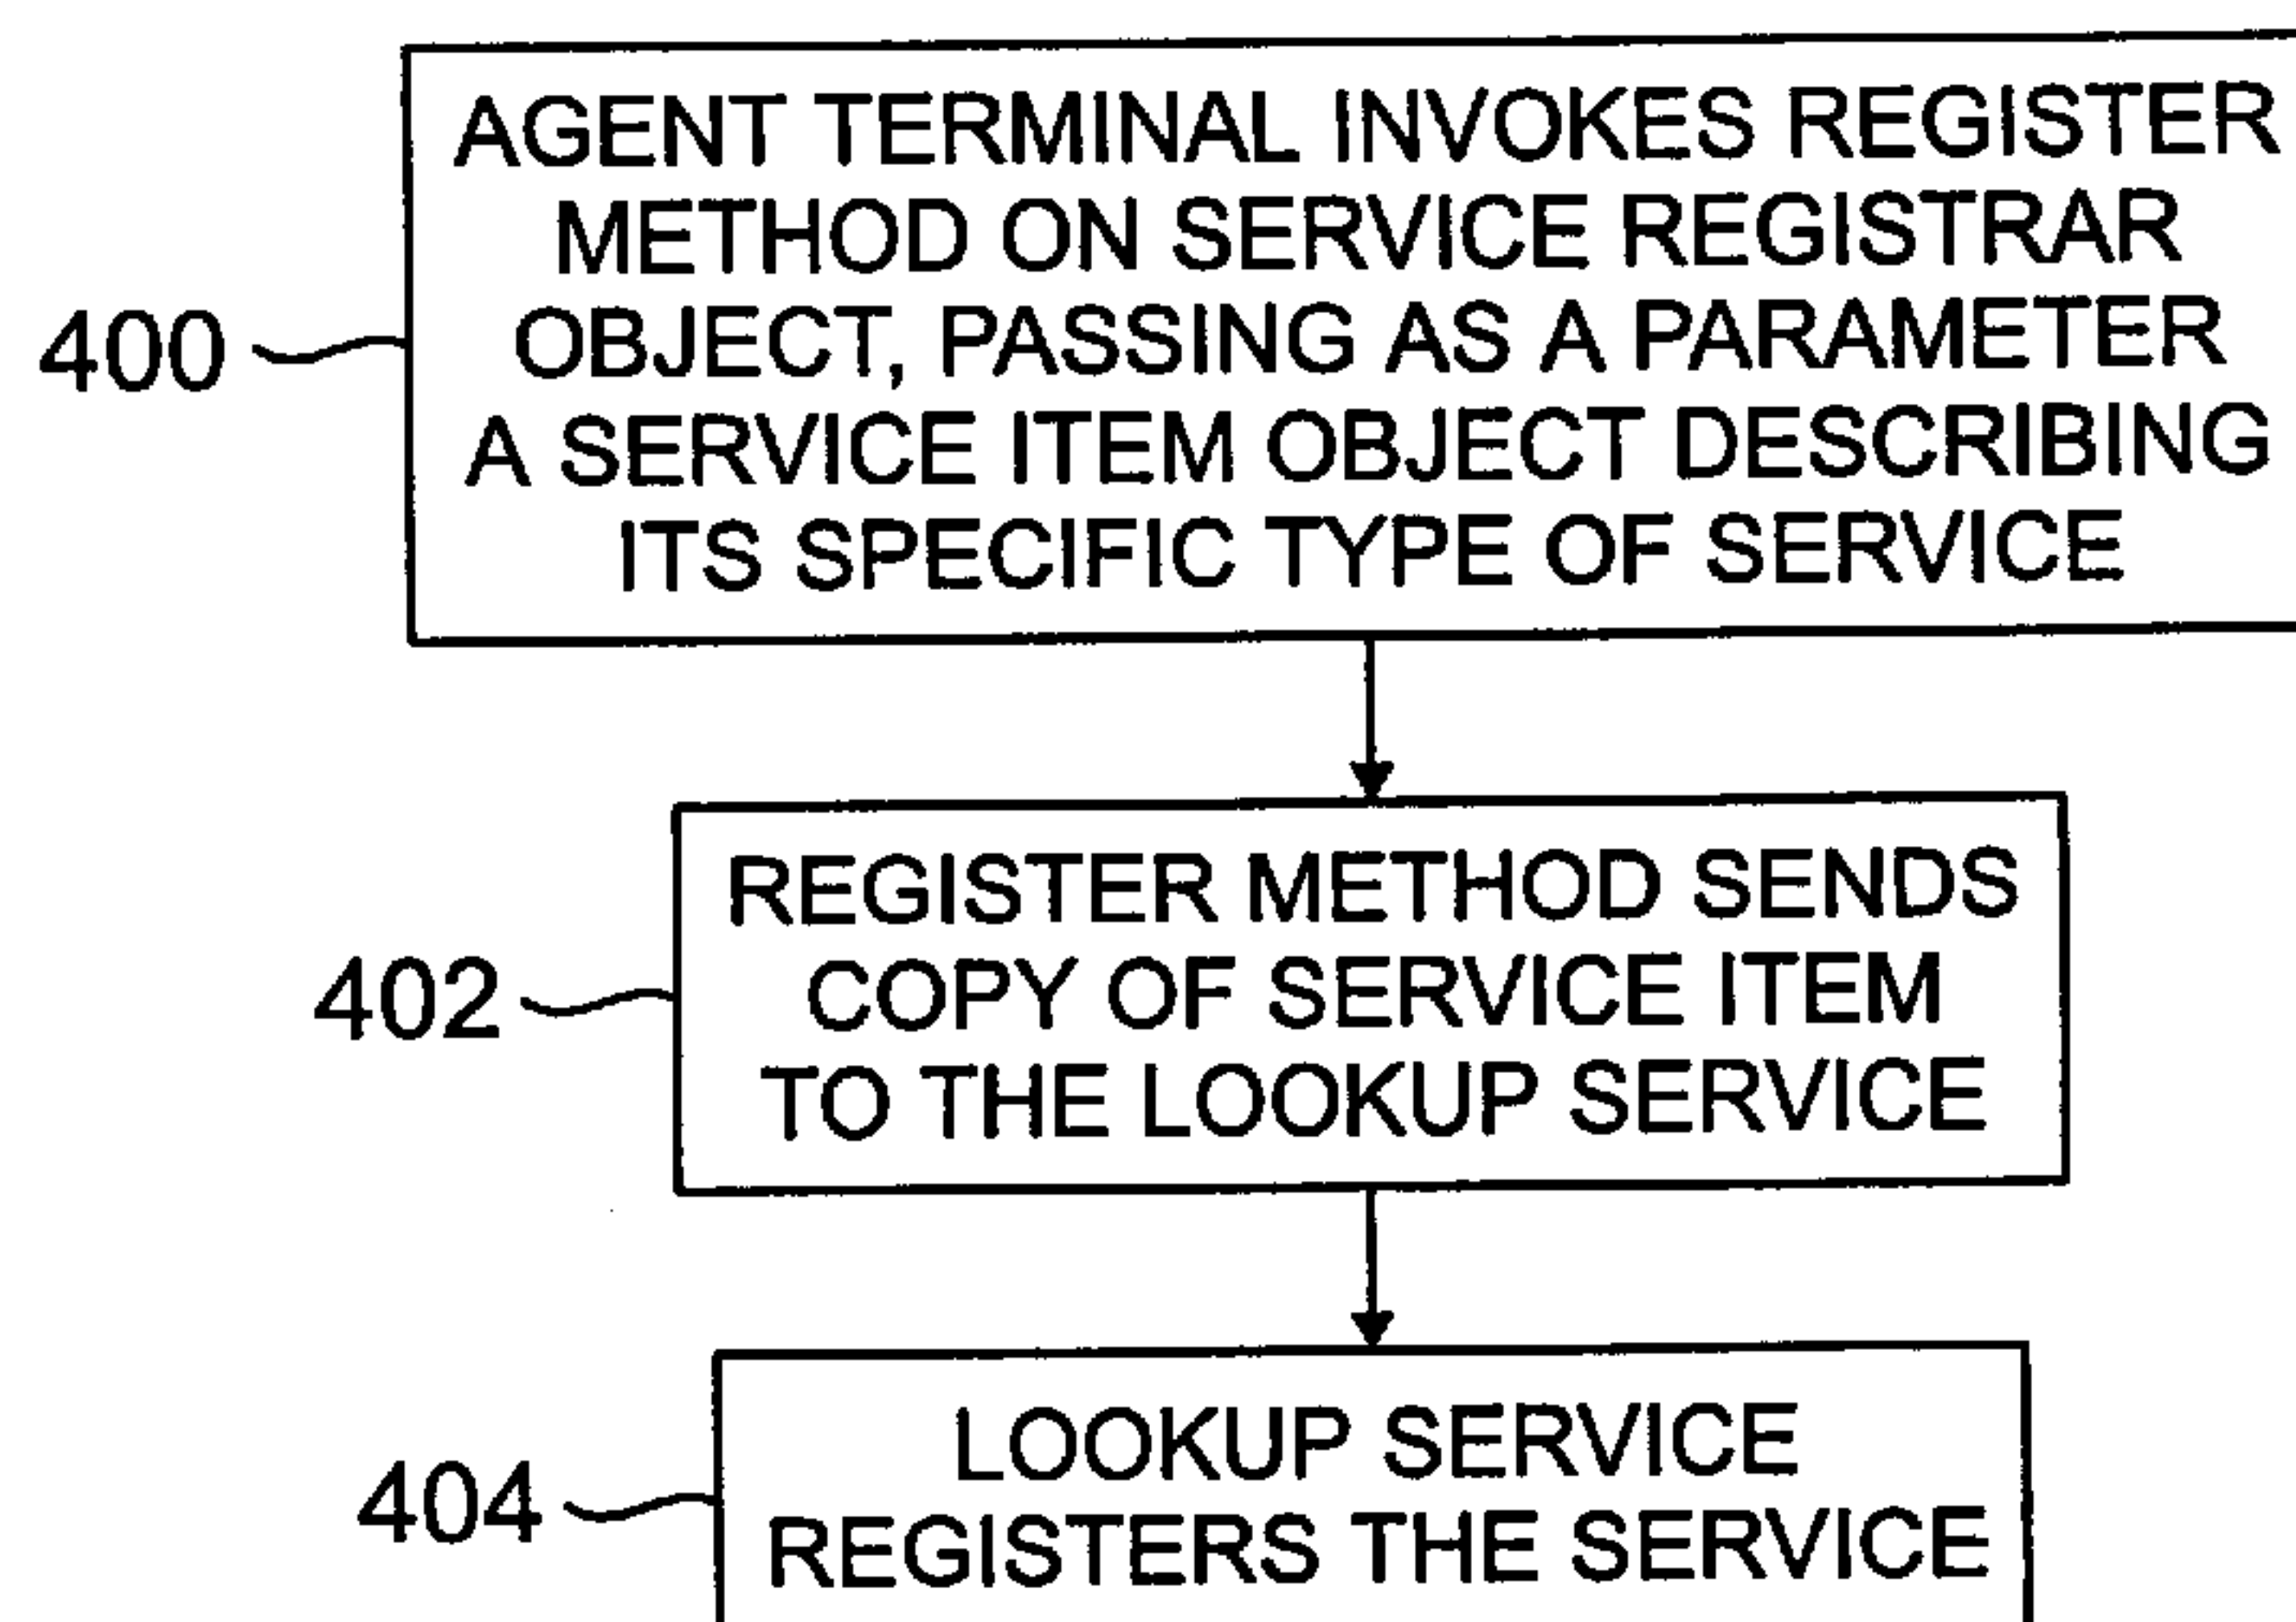 AGENT TERMINAL INVOKES REGISTER
METHOD ON SERVICE REGISTRAR
OBJECT, PASSING AS A PARAMETER
A SERVICE ITEM OBJECT DESCRIBING
ITS SPECIFIC TYPE OF SERVICE
400
REGISTER METHOD SENDS
COPY OF SERVICE ITEM
TO THE LOOKUP SERVICE
402
LOOKUP SERVICE
REGISTERS THE SERVICE
404